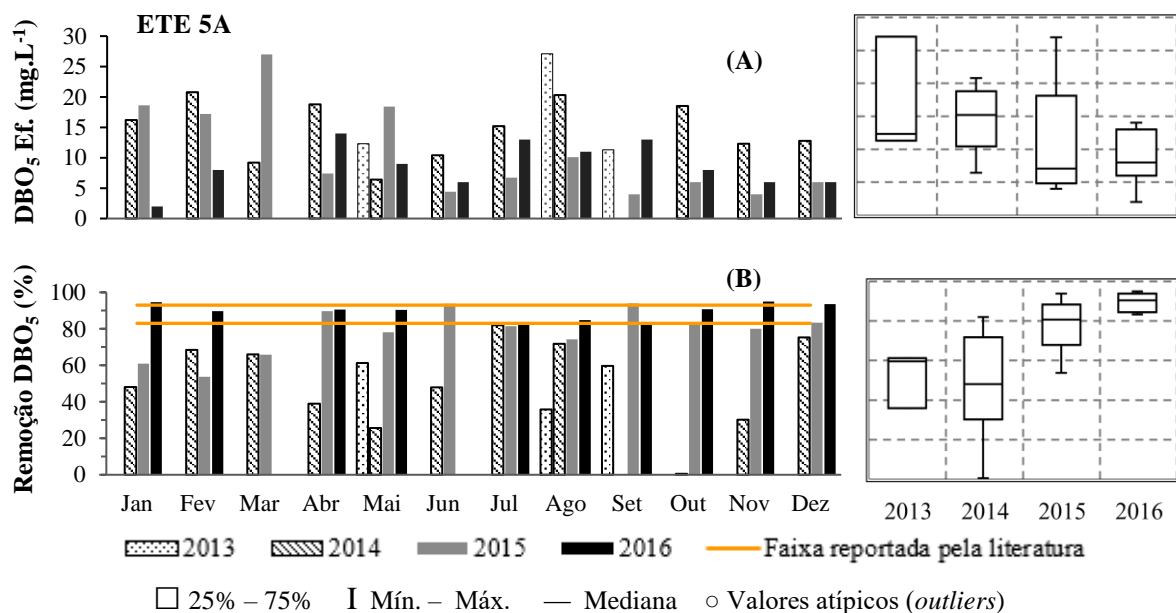 ETE 5A
(A)
DBO₅ Ef. (mg.L⁻¹)
30
25
20
15
10
5
0
(B)
Remoção DBO₅ (%)
100
80
60
40
20
0
Jan Fev Mar Abr Mai Jun Jul Ago Set Out Nov Dez
2013 2014 2015 2016
2013 2014 2015 2016 Faixa reportada pela literatura
25% – 75% Mín. – Máx. Mediana Valores atípicos (outliers)